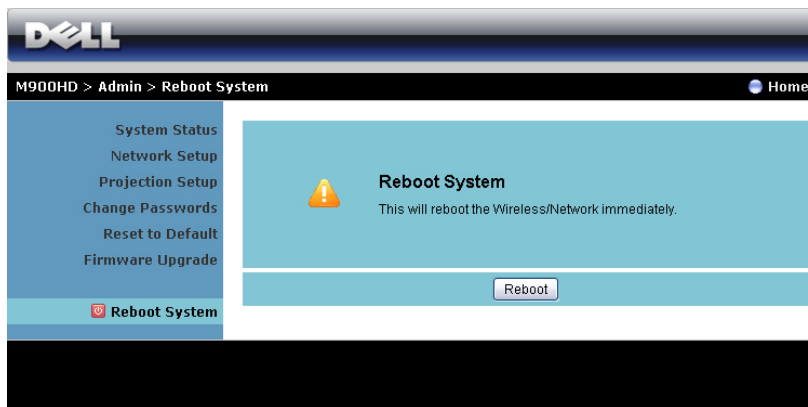 DELL
M900HD > Admin > Reboot System
Home
System Status
Network Setup
Projection Setup
Change Passwords
Reset to Default
Firmware Upgrade
Reboot System
Reboot System
This will reboot the Wireless/Network immediately.
Reboot